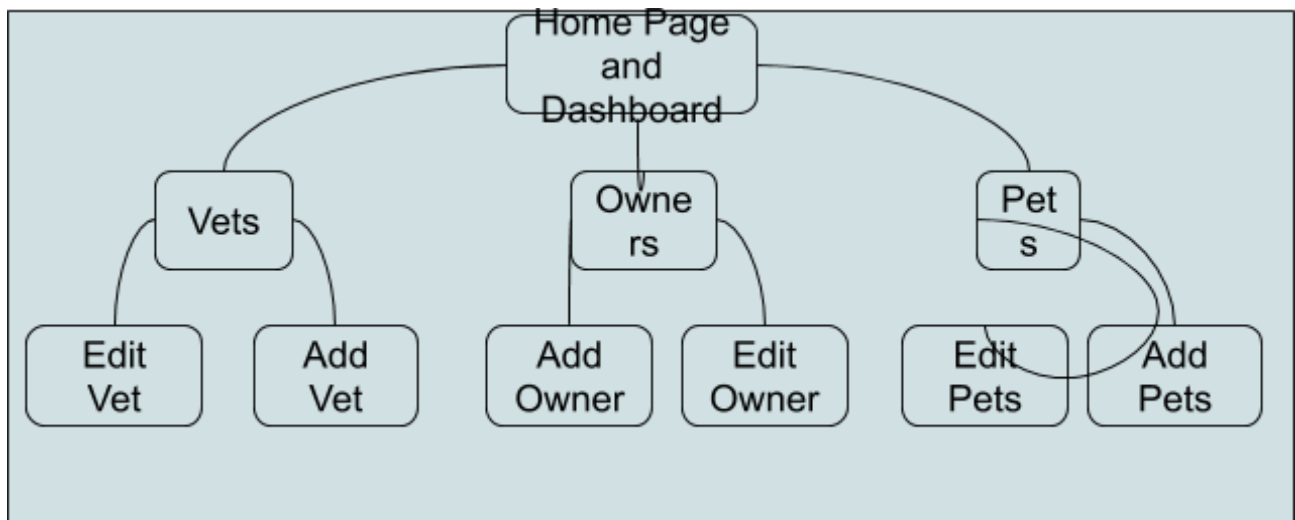 Home Page
and
Dashboard
Vets
Owne
rs
Pet
s
Edit
Vet
Add
Vet
Add
Owner
Edit
Owner
Edit
Pets
Add
Pets